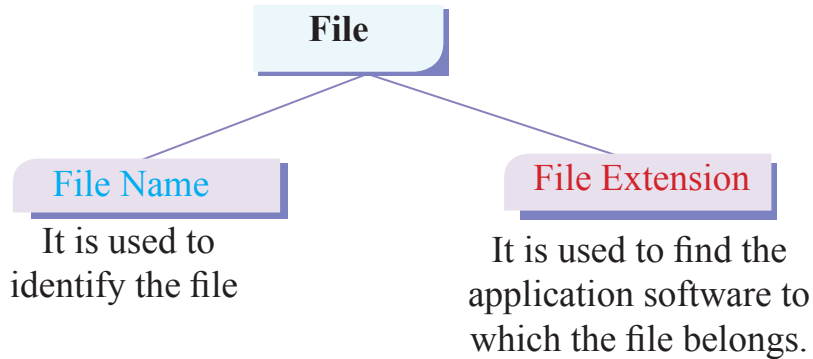 File
File Name
It is used to
identify the file
File Extension
It is used to find the
application software to
which the file belongs.